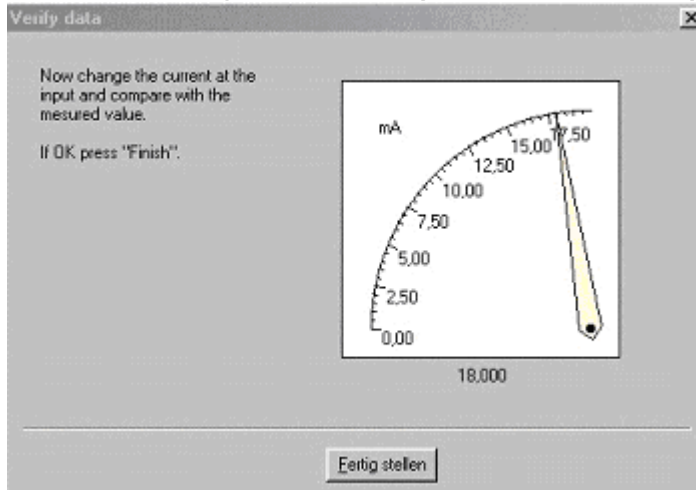 Verify data
Now change the current at the
input and compare with the
mesured value.
If OK press "Finish".
mA
0,00
2,50
5,00
7,50
10,00
12,50
15,00
17,50
18,000
Fertig stellen